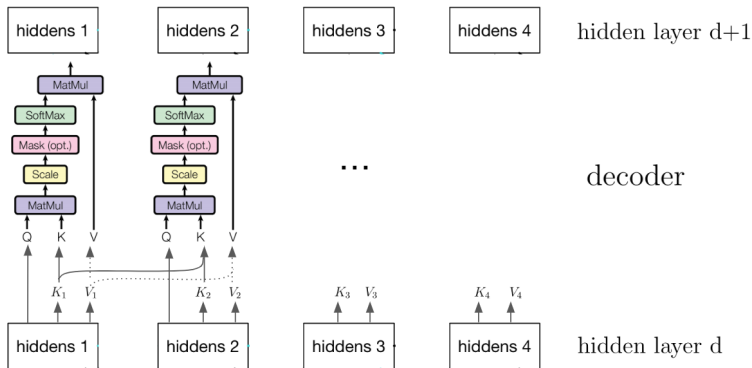 hiddens 1 hiddens 2 hiddens 3 hiddens 4 hidden layer d+1
MatMul MatMul
SoftMax SoftMax
Mask (opt.) Mask (opt.)
...
Scale Scale decoder
MatMul MatMul
Q K V Q K V
K₁ V₁ K₂ V₂ K₃ V₃ K₄ V₄
hiddens 1 hiddens 2 hiddens 3 hiddens 4 hidden layer d